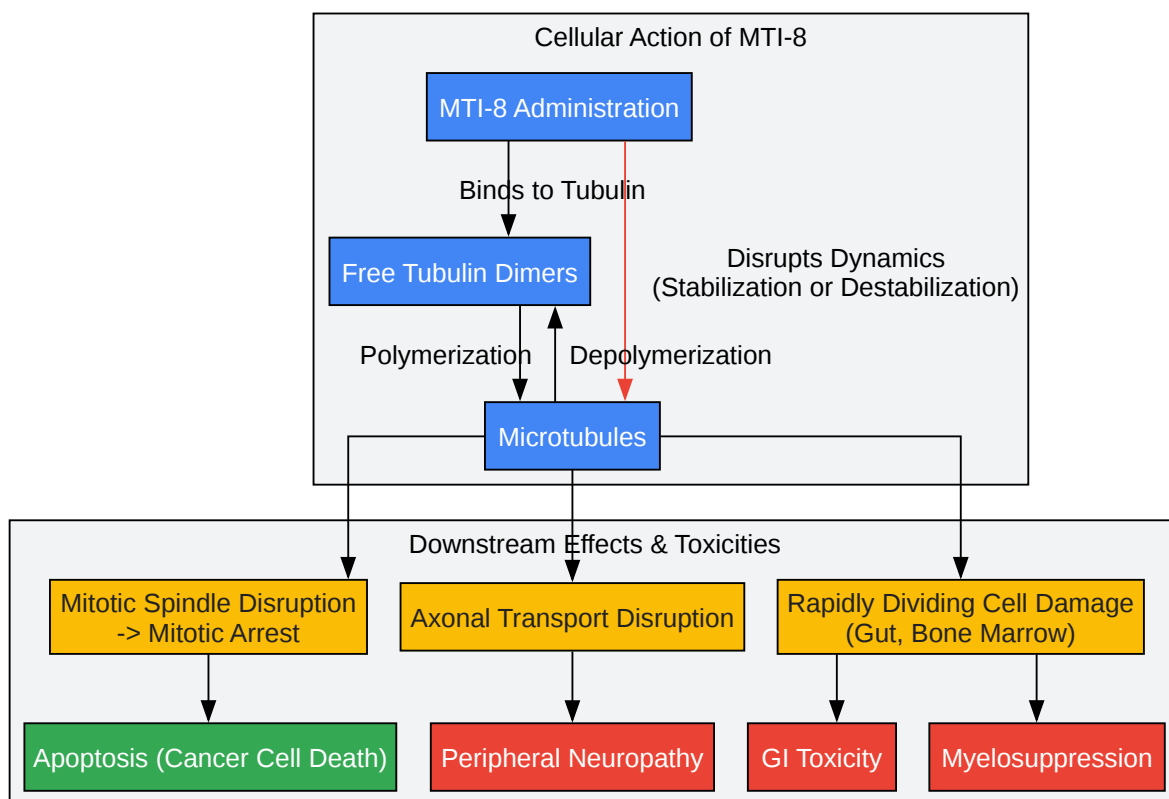 Cellular Action of MTI-8
MTI-8 Administration
Binds to Tubulin
Free Tubulin Dimers
Disrupts Dynamics
(Stabilization or Destabilization)
Polymerization
Depolymerization
Microtubules
Downstream Effects & Toxicities
Mitotic Spindle Disruption
-> Mitotic Arrest
Axonal Transport Disruption
Rapidly Dividing Cell Damage
(Gut, Bone Marrow)
Apoptosis (Cancer Cell Death)
Peripheral Neuropathy
GI Toxicity
Myelosuppression